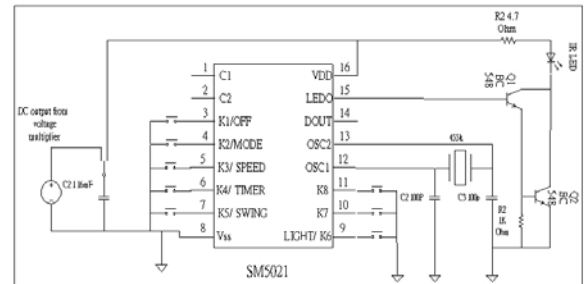 R2 4.7
Ohm
IR LED
1 C1 VDD 16
2 C2 LEDO 15
3 K1/OFF DOUT 14
4 K2/MODE OSC2 13
5 K3/ SPEED OSC1 12
6 K4/ TIMER K8 11
7 K5/ SWING K7 10
8 Vss LIGHT/ K6 9
SM5021
DC output from
voltage
multiplier
Q1
BC
548
455k
C2 100P
C3 100p
R2
1K
Ohm
Q2
BC
548